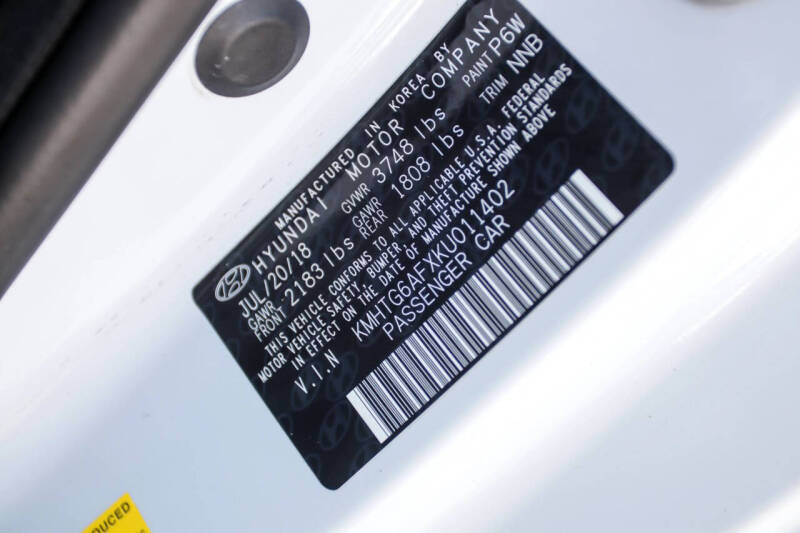 MANUFACTURED IN KOREA BY
HYUNDAI MOTOR COMPANY
JUL/20/18 GVWR 3748 lbs PAINT P6W
GAWR FRONT 2183 lbs GAWR REAR 1808 lbs TRIM NNB
THIS VEHICLE CONFORMS TO ALL APPLICABLE U.S.A. FEDERAL
MOTOR VEHICLE SAFETY, BUMPER, AND THEFT PREVENTION STANDARDS
IN EFFECT ON THE DATE OF MANUFACTURE SHOWN ABOVE
V.I.N KMHTG6AFXKU011402
PASSENGER CAR